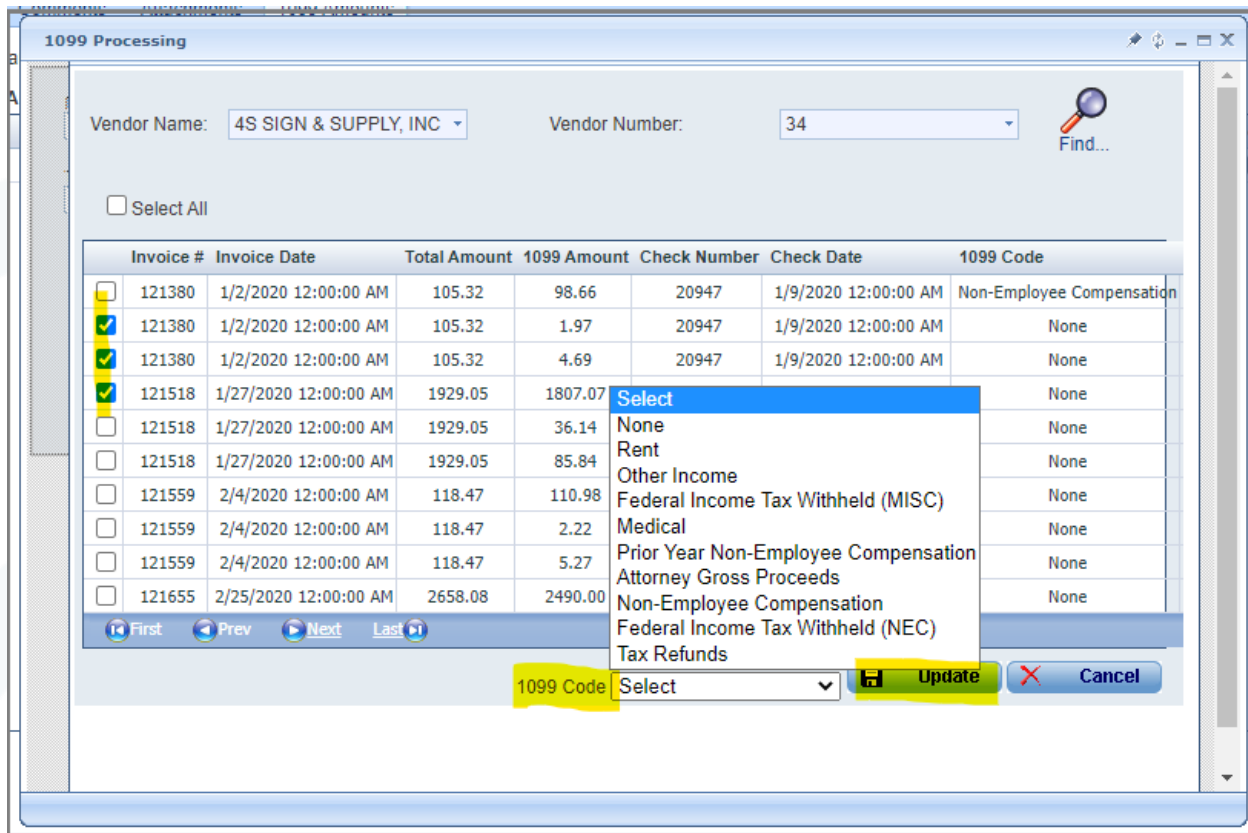 Comments Attachments 1099 Amounts
1099 Processing
Vendor Name: 4S SIGN & SUPPLY, INC Vendor Number: 34
Find...
Select All
Invoice # Invoice Date Total Amount 1099 Amount Check Number Check Date 1099 Code
121380 1/2/2020 12:00:00 AM 105.32 98.66 20947 1/9/2020 12:00:00 AM Non-Employee Compensation
121380 1/2/2020 12:00:00 AM 105.32 1.97 20947 1/9/2020 12:00:00 AM None
121380 1/2/2020 12:00:00 AM 105.32 4.69 20947 1/9/2020 12:00:00 AM None
121518 1/27/2020 12:00:00 AM 1929.05 1807.07 None
121518 1/27/2020 12:00:00 AM 1929.05 36.14 None
121518 1/27/2020 12:00:00 AM 1929.05 85.84 None
121559 2/4/2020 12:00:00 AM 118.47 110.98 None
121559 2/4/2020 12:00:00 AM 118.47 2.22 None
121559 2/4/2020 12:00:00 AM 118.47 5.27 None
121655 2/25/2020 12:00:00 AM 2658.08 2490.00 None
Select
None
Rent
Other Income
Federal Income Tax Withheld (MISC)
Medical
Prior Year Non-Employee Compensation
Attorney Gross Proceeds
Non-Employee Compensation
Federal Income Tax Withheld (NEC)
Tax Refunds
First Prev Next Last
1099 Code Select Update Cancel